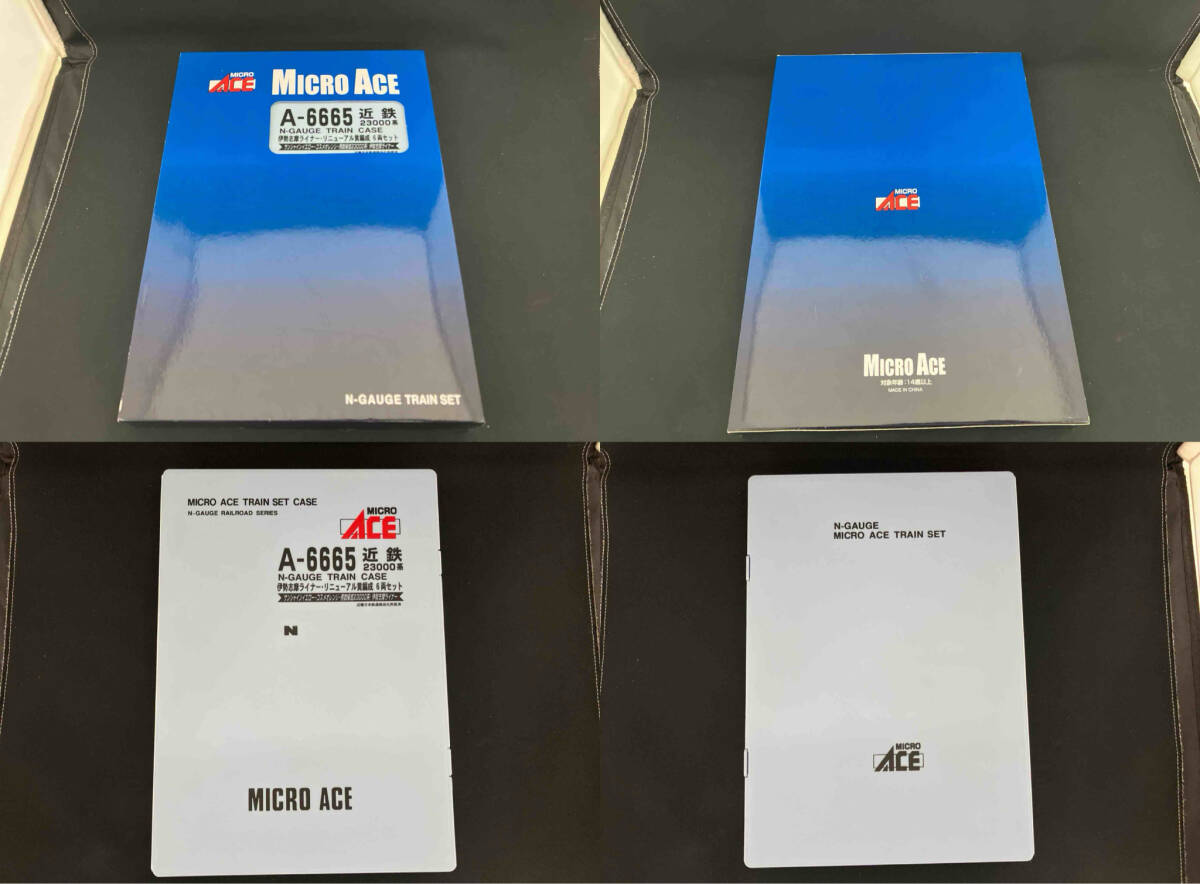 MICRO
ACE
MICRO ACE
A-6665 近鉄
23000系
N-GAUGE TRAIN CASE
伊勢志摩ライナー・リニューアル黄編成 6両セット
N-GAUGE TRAIN SET
MICRO
ACE
MICRO ACE
対象年齢:14歳以上
MADE IN CHINA
MICRO ACE TRAIN SET CASE
N-GAUGE RAILROAD SERIES
MICRO
ACE
A-6665 近鉄
23000系
N-GAUGE TRAIN CASE
伊勢志摩ライナー・リニューアル黄編成 6両セット
N
MICRO ACE
N-GAUGE
MICRO ACE TRAIN SET
MICRO
ACE